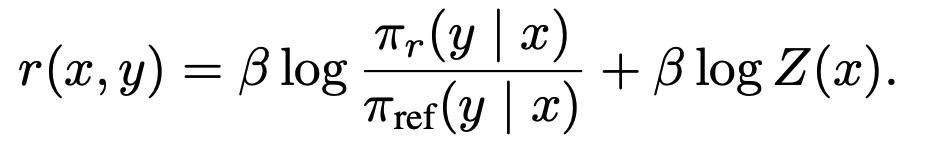 r(x, y) = β log π_r(y | x) / π_ref(y | x) + β log Z(x).